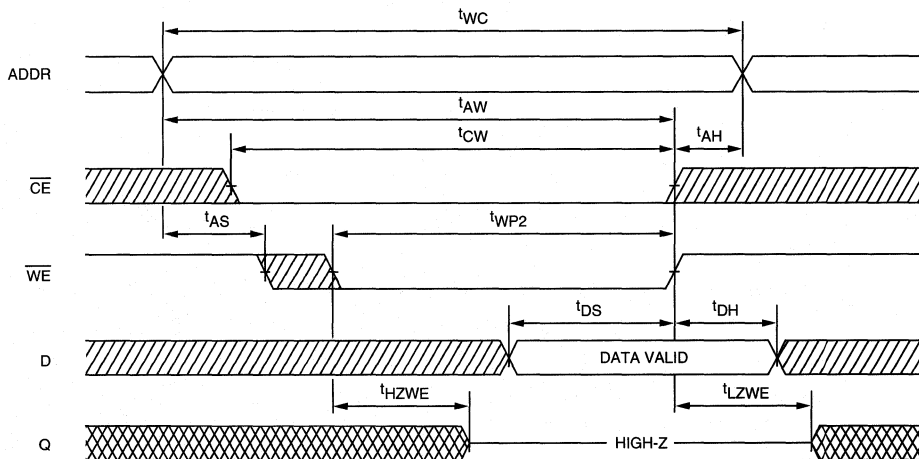 tWC
ADDR
tAW
tCW
tAH
CE
tAS
tWP2
WE
tDS
tDH
D
DATA VALID
tHZWE
tLZWE
Q
HIGH-Z